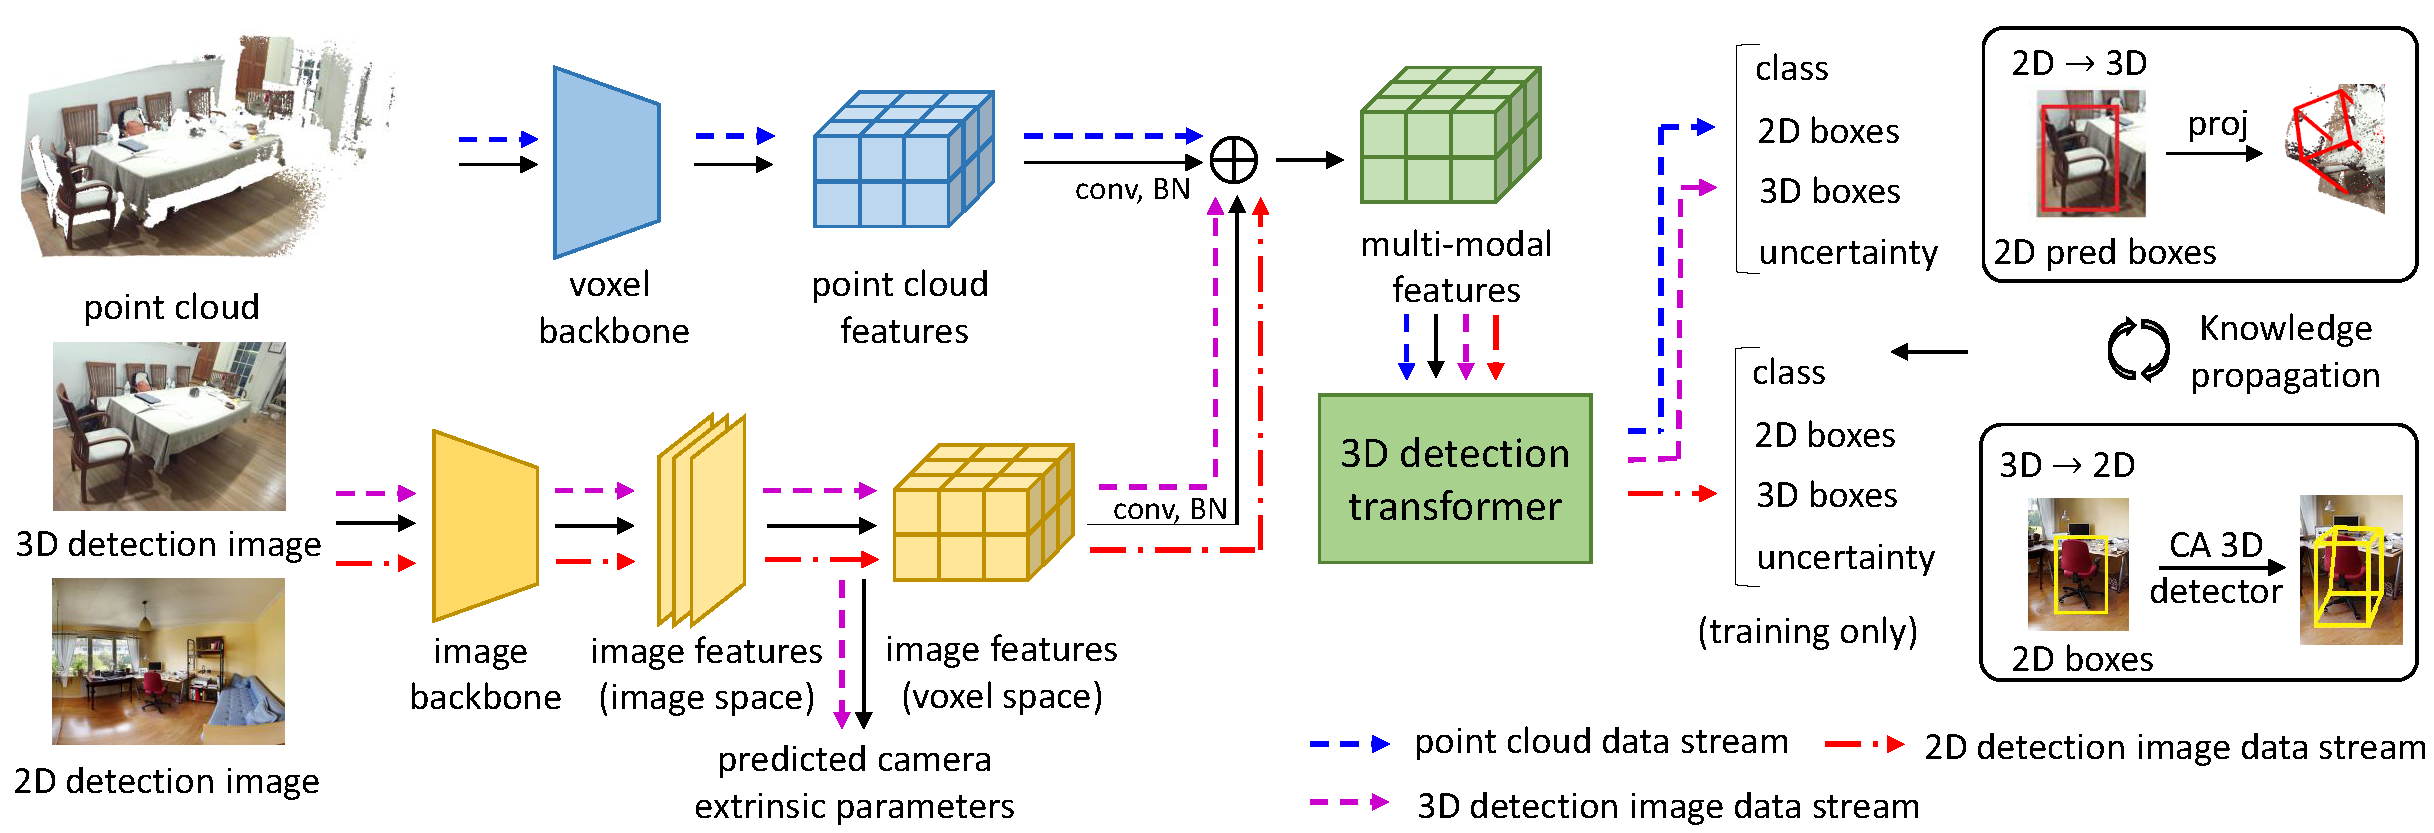 point cloud
3D detection image
2D detection image
voxel
backbone
point cloud
features
conv, BN
image
backbone
image features
(image space)
image features
(voxel space)
conv, BN
predicted camera
extrinsic parameters
multi-modal
features
3D detection
transformer
class
2D boxes
3D boxes
uncertainty
class
2D boxes
3D boxes
uncertainty
(training only)
2D → 3D
proj
2D pred boxes
Knowledge
propagation
3D → 2D
CA 3D
detector
2D boxes
point cloud data stream
2D detection image data stream
3D detection image data stream